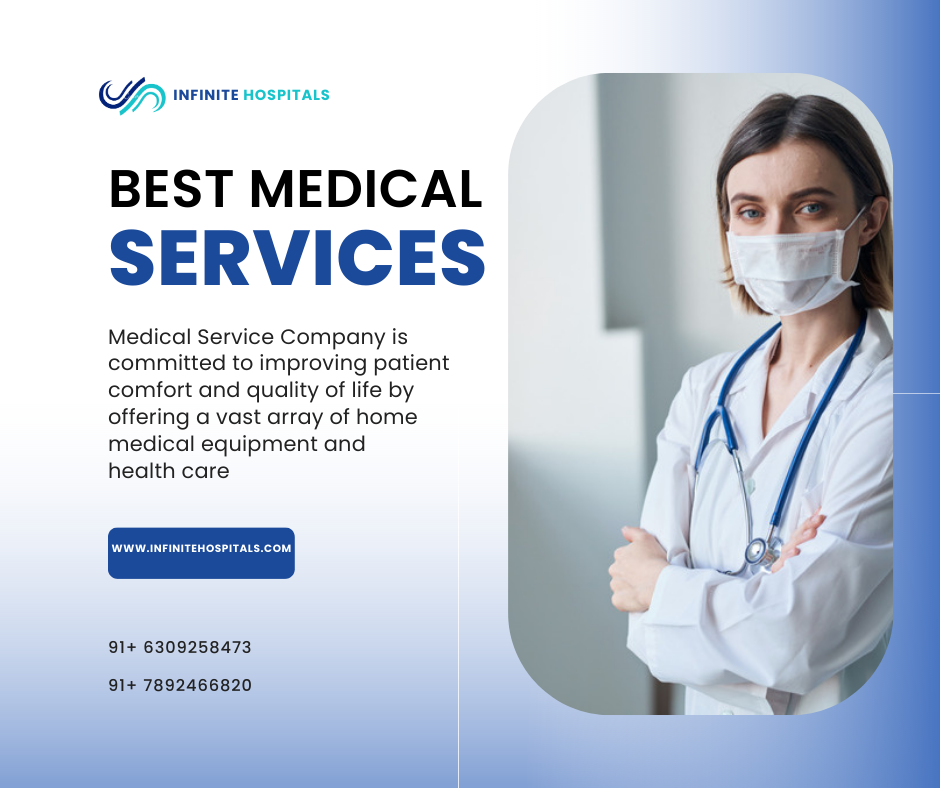 INFINITE HOSPITALS
BEST MEDICAL
SERVICES
Medical Service Company is
committed to improving patient
comfort and quality of life by
offering a vast array of home
medical equipment and
health care
WWW.INFINITEHOSPITALS.COM
91+ 6309258473
91+ 7892466820